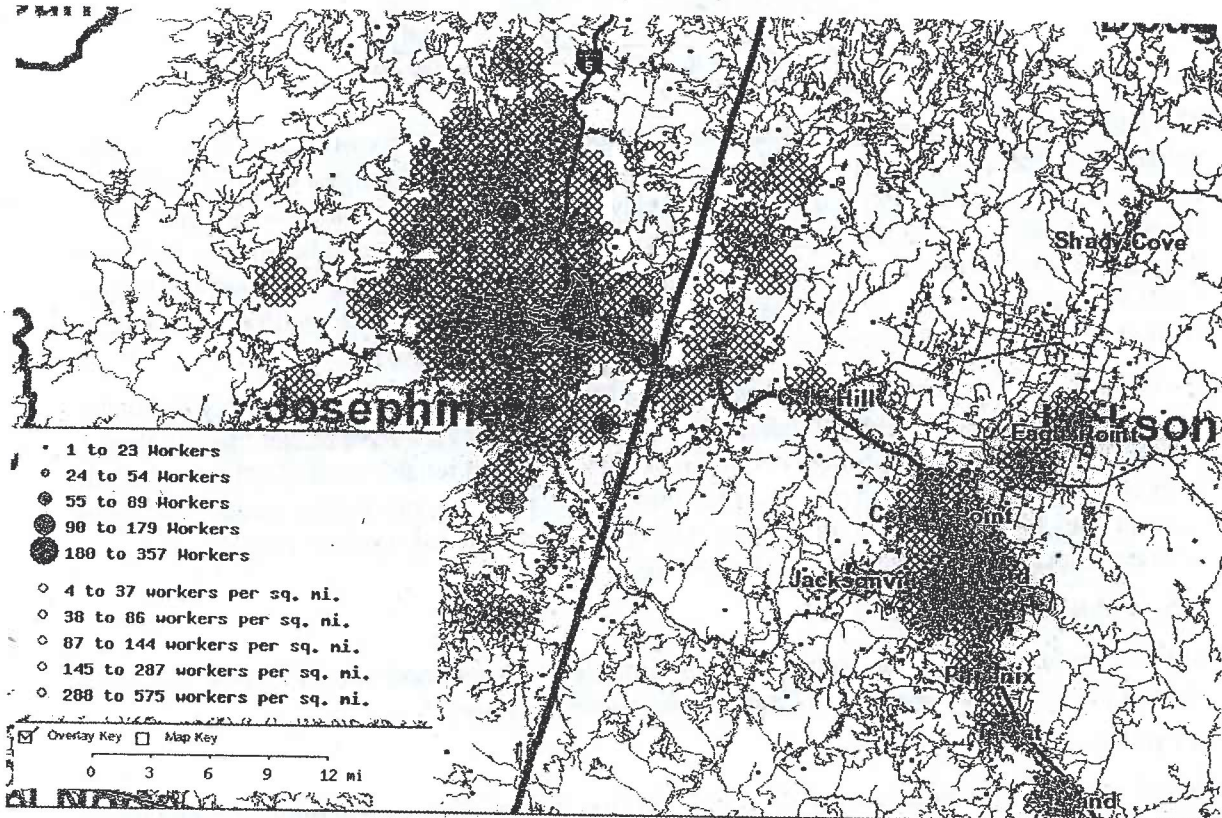 5
Shady Cove
Josephine
Jackson
Eagle Point
Jacksonvill
1 to 23 Workers
24 to 54 Workers
55 to 89 Workers
90 to 179 Workers
180 to 357 Workers
4 to 37 workers per sq. mi.
38 to 86 workers per sq. mi.
87 to 144 workers per sq. mi.
145 to 287 workers per sq. mi.
288 to 575 workers per sq. mi.
Overlay Key Map Key
0 3 6 9 12 mi